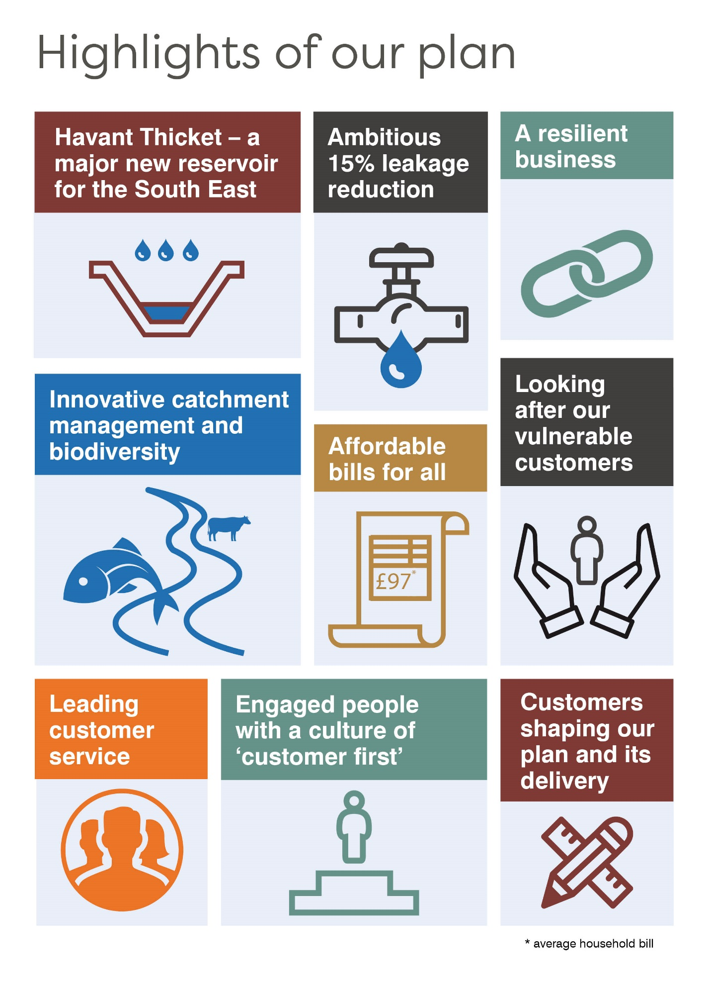 Highlights of our plan
Havant Thicket – a
major new reservoir
for the South East
Ambitious
15% leakage
reduction
A resilient
business
Innovative catchment
management and
biodiversity
Affordable
bills for all
£97*
Looking
after our
vulnerable
customers
Leading
customer
service
Engaged people
with a culture of
‘customer first’
Customers
shaping our
plan and its
delivery
* average household bill